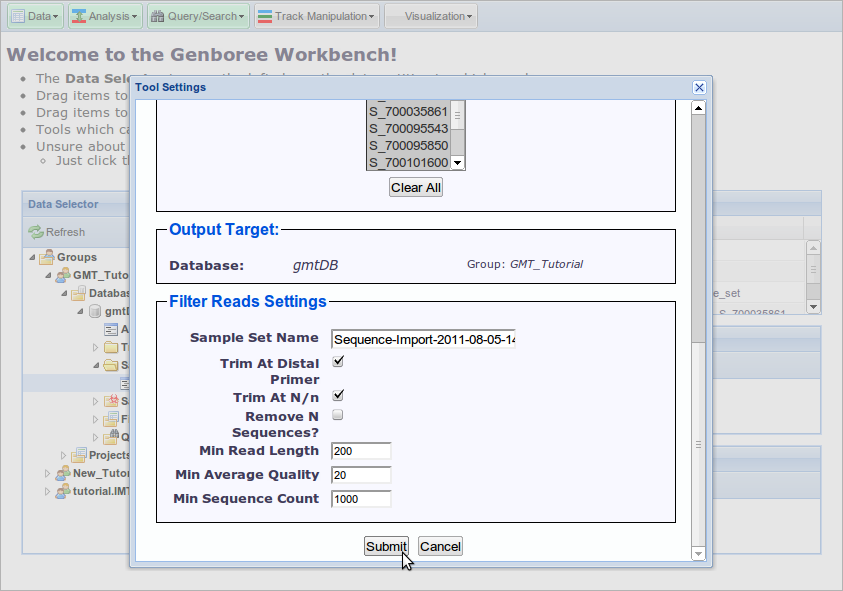 Data Analysis Query/Search Track Manipulation Visualization
Welcome to the Genboree Workbench!
The Data Sele
Drag items to
Drag items to
Tools which ca
Unsure about
Just click th
Tool Settings
S_700035861
S_700095543
S_700095850
S_700101600
Clear All
Output Target:
Database: gmtDB Group: GMT_Tutorial
Filter Reads Settings
Sample Set Name Sequence-Import-2011-08-05-14
Trim At Distal
Primer
Trim At N/n
Remove N
Sequences?
Min Read Length 200
Min Average Quality 20
Min Sequence Count 1000
Submit Cancel
Data Selector
Refresh
Groups
GMT_Tuto
Databas
gmtD
A
T
Sa
S
F
Q
Projects
New_Tutor
tutorial.IMT
e_set
S_700035861